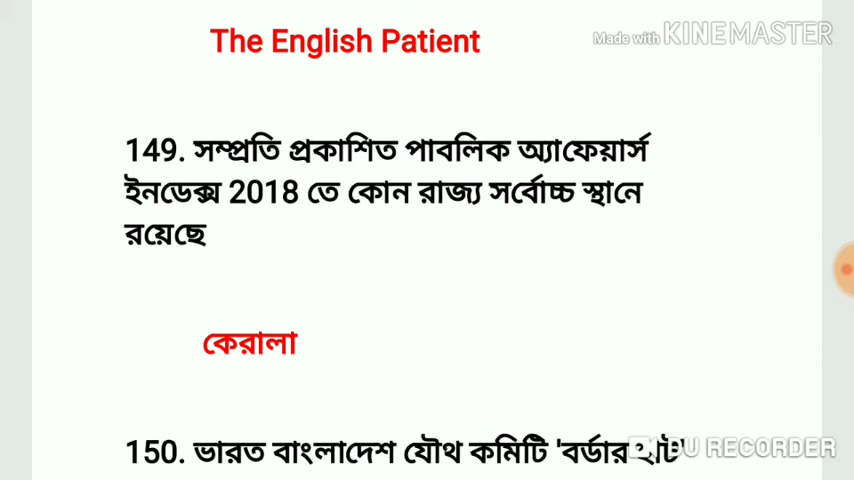 The English Patient
Made with KINEMASTER
149. সম্প্রতি প্রকাশিত পাবলিক অ্যাফেয়ার্স
ইনডেক্স 2018 তে কোন রাজ্য সর্বোচ্চ স্থানে
রয়েছে
কেরালা
150. ভারত বাংলাদেশ যৌথ কমিটি 'বর্ডার হাট'
DU RECORDER